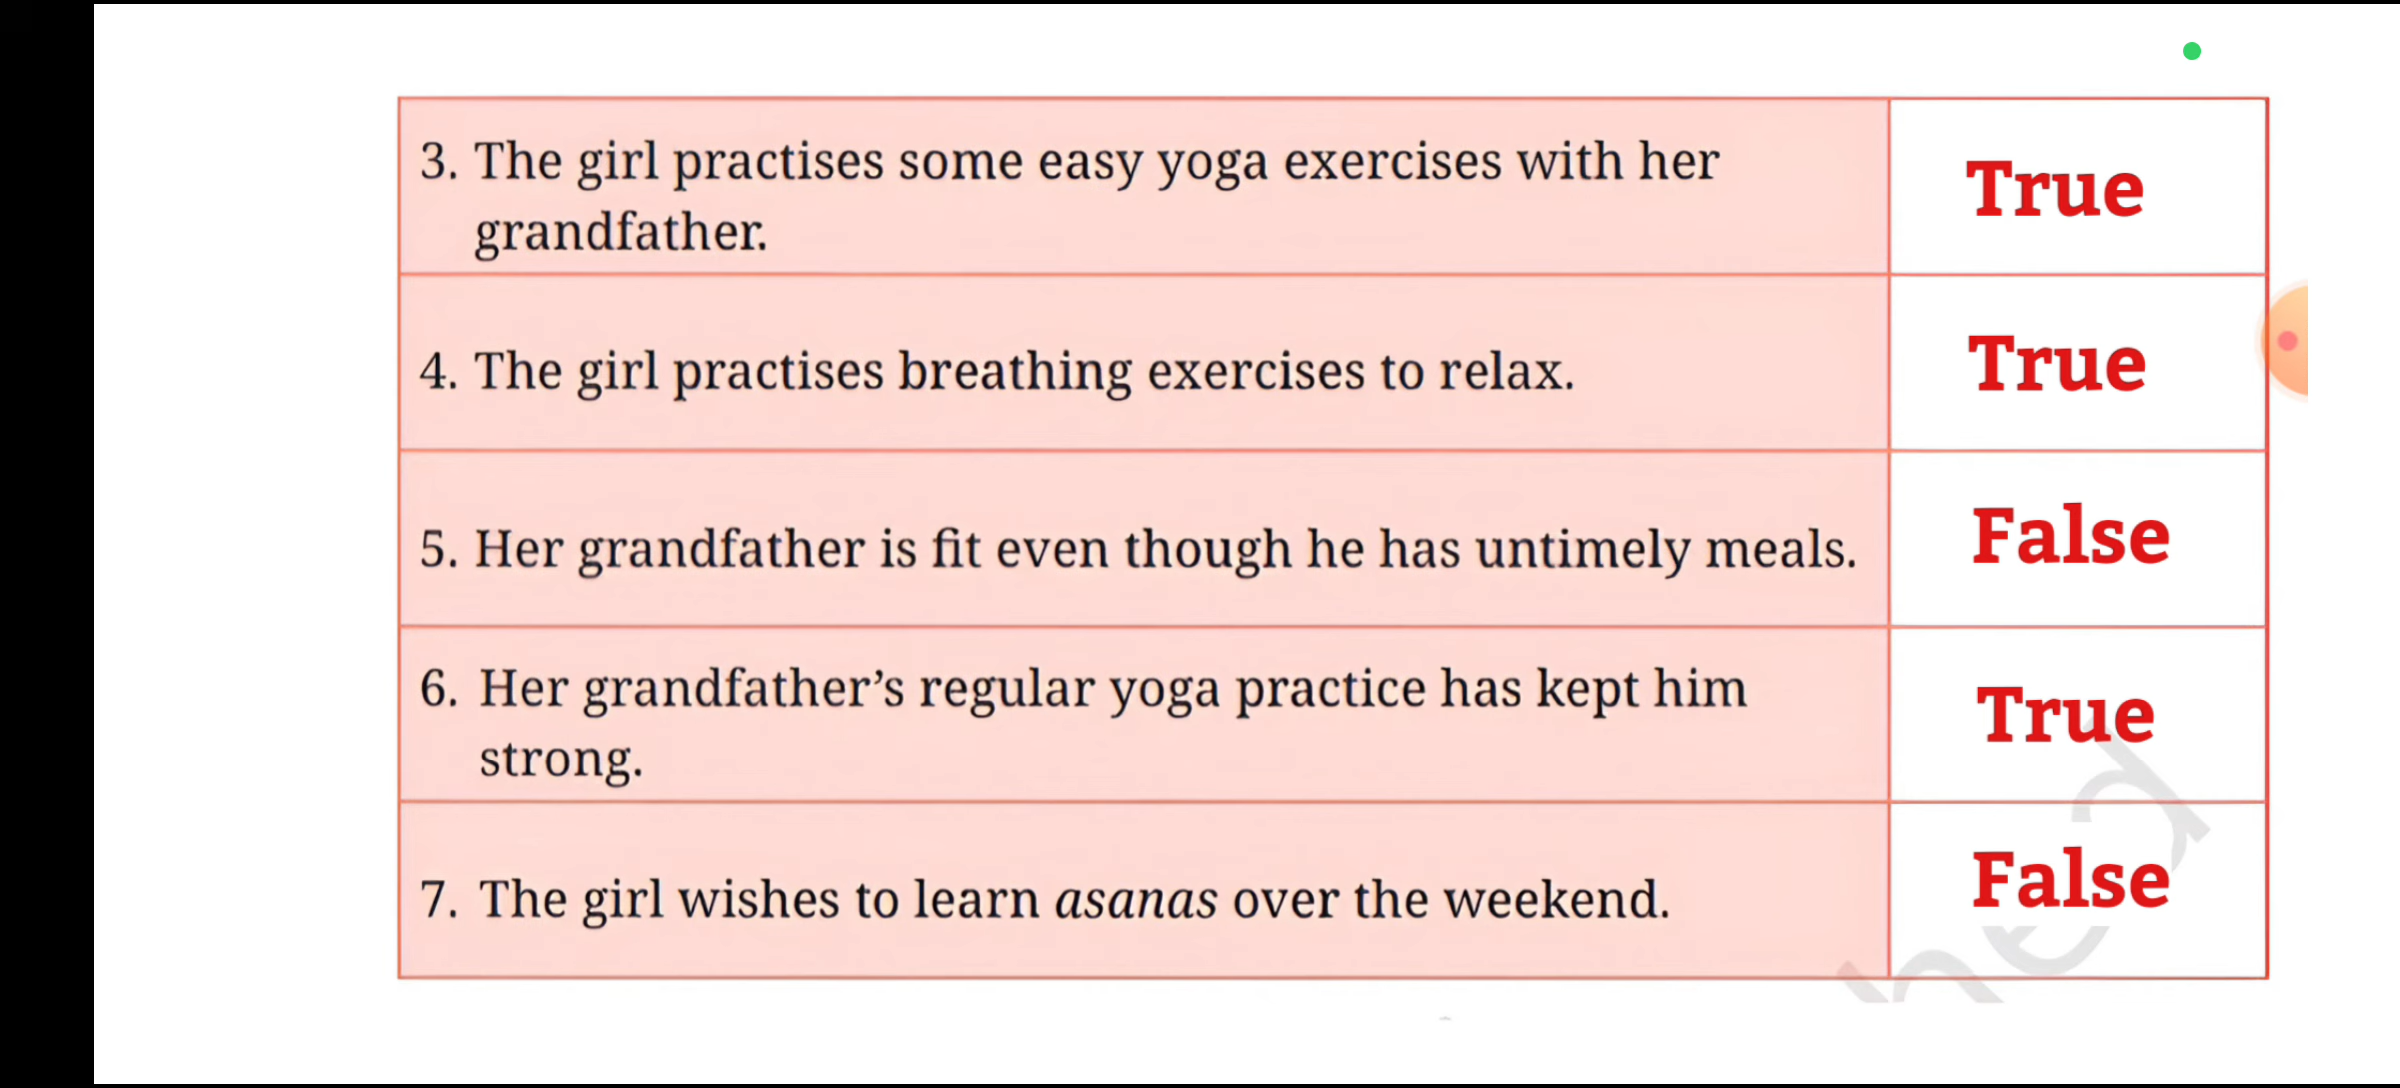 3. The girl practises some easy yoga exercises with her
grandfather.
True
4. The girl practises breathing exercises to relax.
True
5. Her grandfather is fit even though he has untimely meals.
False
6. Her grandfather’s regular yoga practice has kept him
strong.
True
7. The girl wishes to learn asanas over the weekend.
False